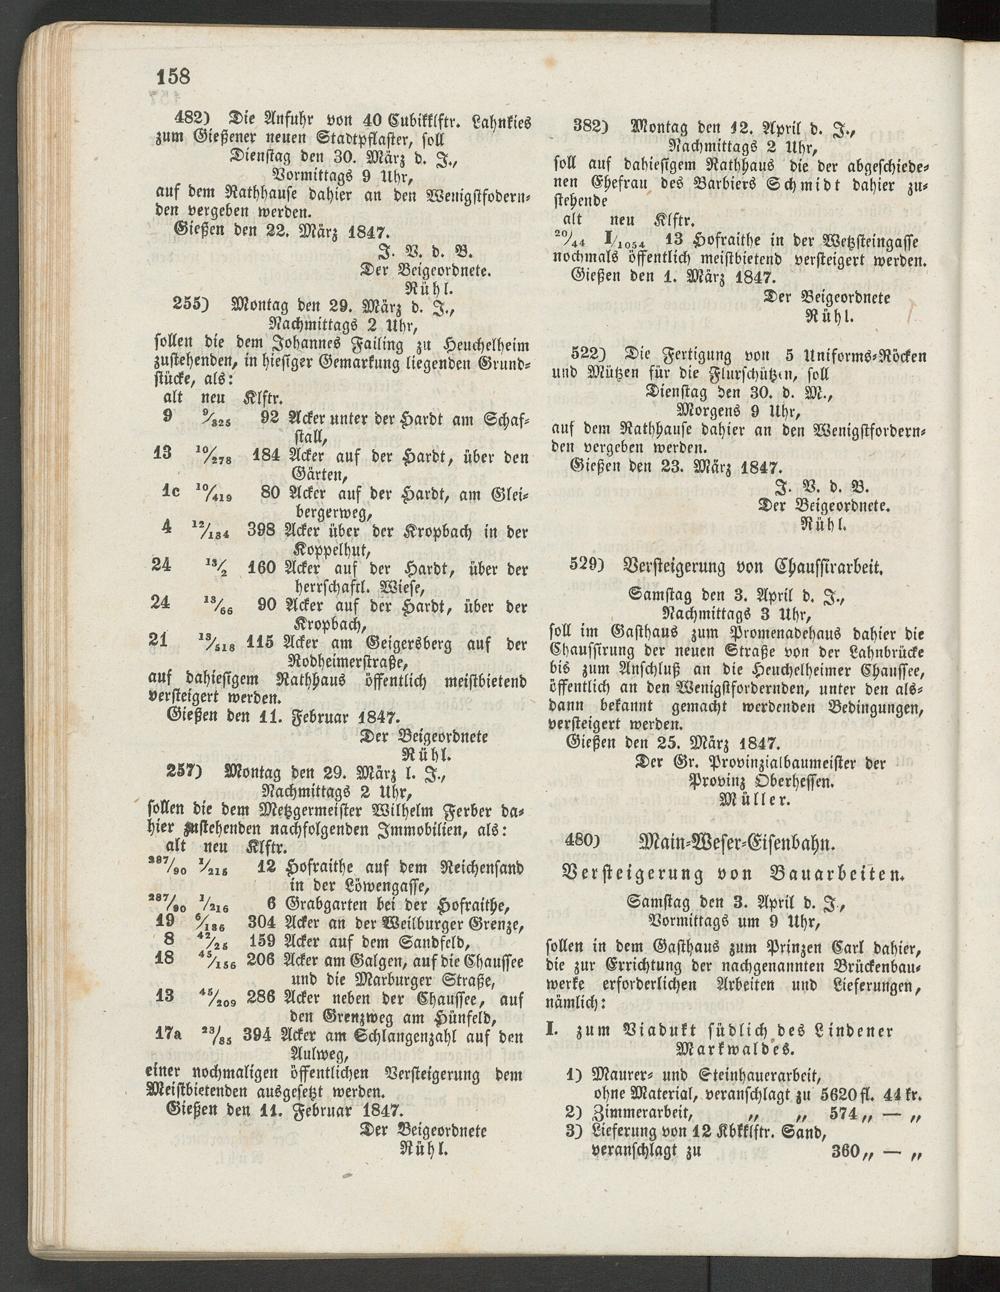 158
482) Die Anfuhr von 40 Cubikklftr. Lahnkies
zum Gießener neuen Stadtpflaster, soll
Dienstag den 30. März d. J.,
Vormittags 9 Uhr,
auf dem Rathhause dahier an den Wenigstfodern-
den vergeben werden.
Gießen den 22. März 1847.
J. V. d. B.
Der Beigeordnete.
Rühl.
255) Montag den 29. März d. J.,
Nachmittags 2 Uhr,
sollen die dem Johannes Failing zu Heuchelheim
zustehenden, in hiesiger Gemarkung liegenden Grund-
stücke, als:
alt neu Klftr.
9 9/325 92 Acker unter der Hardt am Schaf-
stall,
13 10/278 184 Acker auf der Hardt, über den
Gärten,
1c 10/419 80 Acker auf der Hardt, am Glei-
bergerweg,
4 12/134 398 Acker über der Kropbach in der
Koppelhut,
24 13/2 160 Acker auf der Hardt, über der
herrschaftl. Wiese,
24 13/66 90 Acker auf der Hardt, über der
Kropbach,
21 13/518 115 Acker am Geigersberg auf der
Rodheimerstraße,
auf dahiesigem Rathhaus öffentlich meistbietend
versteigert werden.
Gießen den 11. Februar 1847.
Der Beigeordnete
Rühl.
257) Montag den 29. März l. J.,
Nachmittags 2 Uhr,
sollen die dem Metzgermeister Wilhelm Ferber da-
hier zustehenden nachfolgenden Immobilien, als:
alt neu Klftr.
287/90 1/215 12 Hofraithe auf dem Reichensand
in der Löwengasse,
287/90 1/216 6 Grabgarten bei der Hofraithe,
19 6/136 304 Acker an der Weilburger Grenze,
8 42/25 159 Acker auf dem Sandfeld,
18 45/156 206 Acker am Galgen, auf die Chaussee
und die Marburger Straße,
13 45/209 286 Acker neben der Chaussee, auf
den Grenzweg am Hünfeld,
17a 23/85 394 Acker am Schlangenzahl auf den
Aulweg,
einer nochmaligen öffentlichen Versteigerung dem
Meistbietenden ausgesetzt werden.
Gießen den 11. Februar 1847.
Der Beigeordnete
Rühl.
382) Montag den 12. April d. J.,
Nachmittags 2 Uhr,
soll auf dahiesigem Rathhaus die der abgeschiede-
nen Ehefrau des Barbiers Schmidt dahier zu-
stehende
alt neu Klftr.
20/44 I/1054 13 Hofraithe in der Wetzsteingasse
nochmals öffentlich meistbietend versteigert werden.
Gießen den 1. März 1847.
Der Beigeordnete
Rühl.
522) Die Fertigung von 5 Uniforms-Röcken
und Mützen für die Flurschützen, soll
Dienstag den 30. d. M.,
Morgens 9 Uhr,
auf dem Rathhause dahier an den Wenigstfordern-
den vergeben werden.
Gießen den 23. März 1847.
J. V. d. B.
Der Beigeordnete.
Rühl.
529) Versteigerung von Chaussirarbeit.
Samstag den 3. April d. J.,
Nachmittags 3 Uhr,
soll im Gasthaus zum Promenadehaus dahier die
Chaussirung der neuen Straße von der Lahnbrücke
bis zum Anschluß an die Heuchelheimer Chaussee,
öffentlich an den Wenigstfordernden, unter den als-
dann bekannt gemacht werdenden Bedingungen,
versteigert werden.
Gießen den 25. März 1847.
Der Gr. Provinzialbaumeister der
Provinz Oberhessen.
Müller.
480) Main-Weser-Eisenbahn.
Versteigerung von Bauarbeiten.
Samstag den 3. April d. J.,
Vormittags um 9 Uhr,
sollen in dem Gasthaus zum Prinzen Carl dahier,
die zur Errichtung der nachgenannten Brückenbau-
werke erforderlichen Arbeiten und Lieferungen,
nämlich:
I. zum Viadukt südlich des Lindener
Markwaldes.
1) Maurer- und Steinhauerarbeit,
ohne Material, veranschlagt zu 5620 fl. 44 kr.
2) Zimmerarbeit, „ „ 574 „ — „
3) Lieferung von 12 Kbkklftr. Sand,
veranschlagt zu 360 „ — „